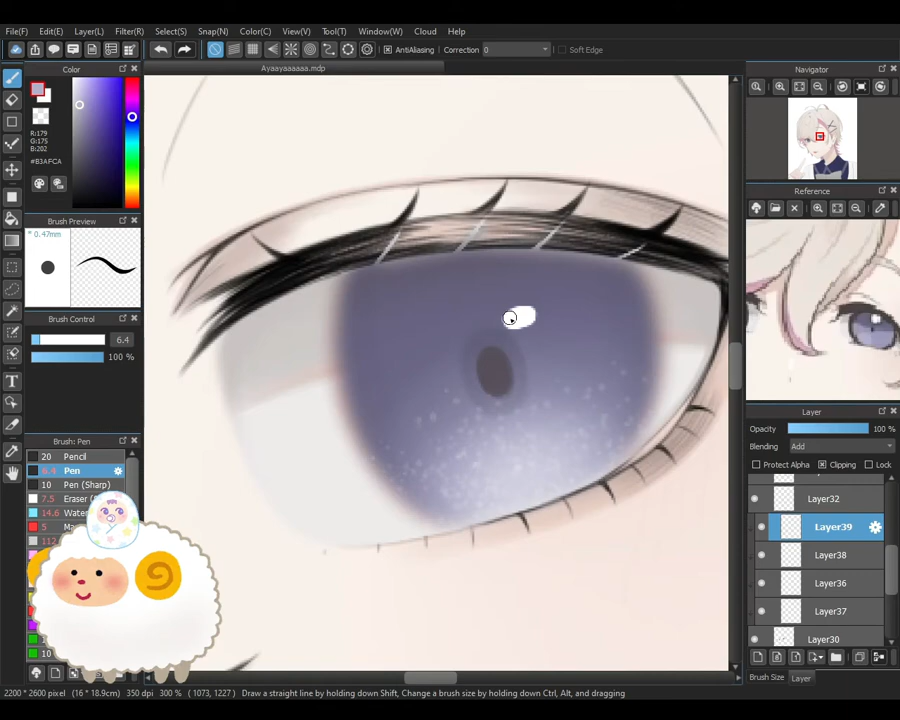 File(F) Edit(E) Layer(L) Filter(R) Select(S) Snap(N) Color(C) View(V) Tool(T) Window(W) Cloud Help
AntiAliasing Correction 0 Soft Edge
Color
Ayaayaaaaaa.mdp
Navigator
R:179
G:175
B:202
#B3AFCA
Reference
Brush Preview
* 0.47mm
Brush Control
6.4
100 %
Layer
Opacity 100 %
Blending Add
Protect Alpha Clipping Lock
Brush: Pen
20 Pencil
6.4 Pen
10 Pen (Sharp)
7.5 Eraser
14.6 Water
5
112
10
Layer32
Layer39
Layer38
Layer36
Layer37
Layer30
Brush Size Layer
2200 * 2600 pixel (16 * 18.9cm) 350 dpi 300 % ( 1073, 1227 ) Draw a straight line by holding down Shift, Change a brush size by holding down Ctrl, Alt, and dragging